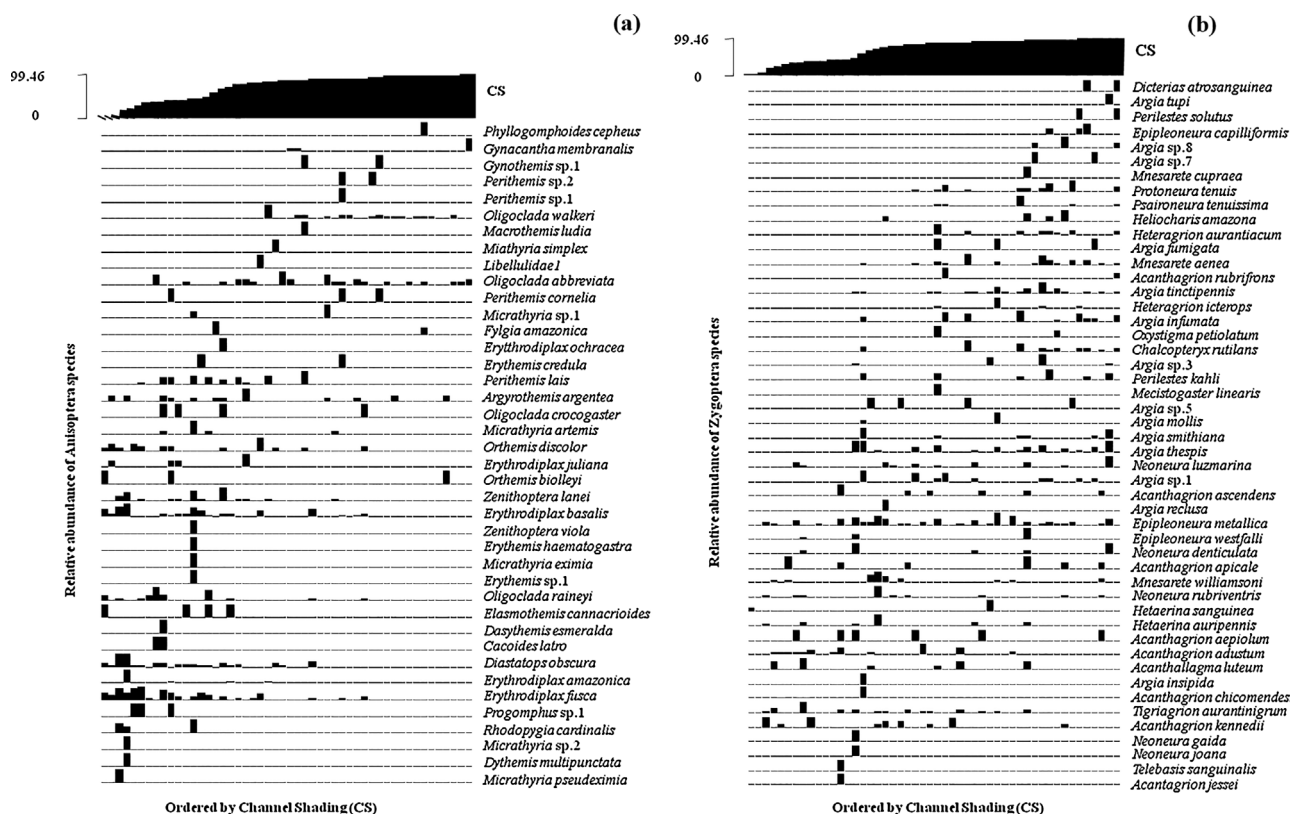 (a)
99.46
0
CS
Phyllogomphoides cepheus
Gynacantha membranalis
Gynothemis sp.1
Perithemis sp.2
Perithemis sp.1
Oligoclada walkeri
Macrothemis ludia
Miathyria simplex
Libellulidae1
Oligoclada abbreviata
Perithemis cornelia
Micrathyria sp.1
Fylgia amazonica
Erytthrodiplax ochracea
Erythemis credula
Perithemis lais
Argyrothemis argentea
Oligoclada crocogaster
Micrathyria artemis
Orthemis discolor
Erythrodiplax juliana
Orthemis biolleyi
Zenithoptera lanei
Erythrodiplax basalis
Zenithoptera viola
Erythemis haematogastra
Micrathyria eximia
Erythemis sp.1
Oligoclada raineyi
Elasmothemis cannacrioides
Dasythemis esmeralda
Cacoides latro
Diastatops obscura
Erythrodiplax amazonica
Erythrodiplax fusca
Progomphus sp.1
Rhodopygia cardinalis
Micrathyria sp.2
Dythemis multipunctata
Micrathyria pseudeximia
Relative abundance of Anisoptera species
Ordered by Channel Shading (CS)
(b)
99.46
0
CS
Dicterias atrosanguinea
Argia tupi
Perilestes solutus
Epipleoneura capilliformis
Argia sp.8
Argia sp.7
Mnesarete cupraea
Protoneura tenuis
Psaironeura tenuissima
Heliocharis amazona
Heteragrion aurantiacum
Argia fumigata
Mnesarete aenea
Acanthagrion rubrifrons
Argia tinctipennis
Heteragrion icterops
Argia infumata
Oxystigma petiolatum
Chalcopteryx rutilans
Argia sp.3
Perilestes kahli
Mecistogaster linearis
Argia sp.5
Argia mollis
Argia smithiana
Argia thespis
Neoneura luzmarina
Argia sp.1
Acanthagrion ascendens
Argia reclusa
Epipleoneura metallica
Epipleoneura westfalli
Neoneura denticulata
Acanthagrion apicale
Mnesarete williamsoni
Neoneura rubriventris
Hetaerina sanguinea
Hetaerina auripennis
Acanthagrion aepiolum
Acanthagrion adustum
Acanthallagma luteum
Argia insipida
Acanthagrion chicomendes
Tigriagrion aurantinigrum
Acanthagrion kennedii
Neoneura gaida
Neoneura joana
Telebasis sanguinalis
Acantagrion jessei
Relative abundance of Zygoptera species
Ordered by Channel Shading (CS)